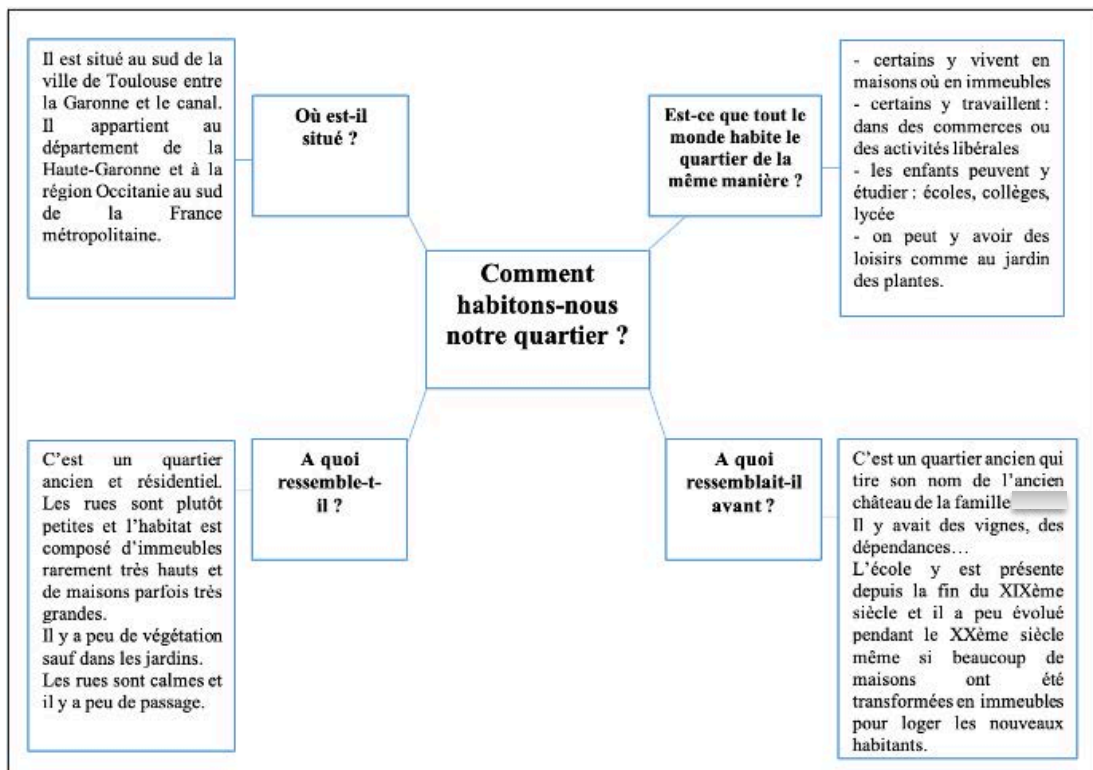 Il est situé au sud de la
ville de Toulouse entre
la Garonne et le canal.
Il appartient au
département de la
Haute-Garonne et à la
région Occitanie au sud
de la France
métropolitaine.
Où est-il
situé ?
Est-ce que tout le
monde habite le
quartier de la
même manière ?
- certains y vivent en
maisons où en immeubles
- certains y travaillent :
dans des commerces ou
des activités libérales
- les enfants peuvent y
étudier : écoles, collèges,
lycée
- on peut y avoir des
loisirs comme au jardin
des plantes.
Comment
habitons-nous
notre quartier ?
C'est un quartier
ancien et résidentiel.
Les rues sont plutôt
petites et l'habitat est
composé d'immeubles
rarement très hauts et
de maisons parfois très
grandes.
Il y a peu de végétation
sauf dans les jardins.
Les rues sont calmes et
il y a peu de passage.
A quoi
ressemble-t-
il ?
A quoi
ressemblait-il
avant ?
C'est un quartier ancien qui
tire son nom de l'ancien
château de la famille
Il y avait des vignes, des
dépendances…
L'école y est présente
depuis la fin du XIXème
siècle et il a peu évolué
pendant le XXème siècle
même si beaucoup de
maisons ont été
transformées en immeubles
pour loger les nouveaux
habitants.